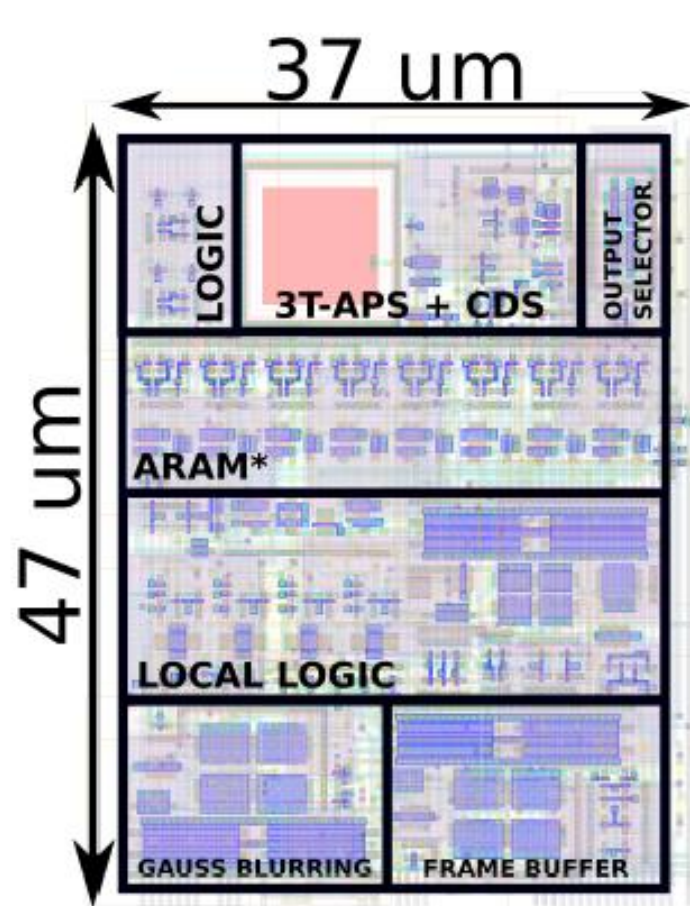 37 um
47 um
LOGIC
3T-APS + CDS
OUTPUT
SELECTOR
ARAM*
LOCAL LOGIC
GAUSS BLURRING
FRAME BUFFER